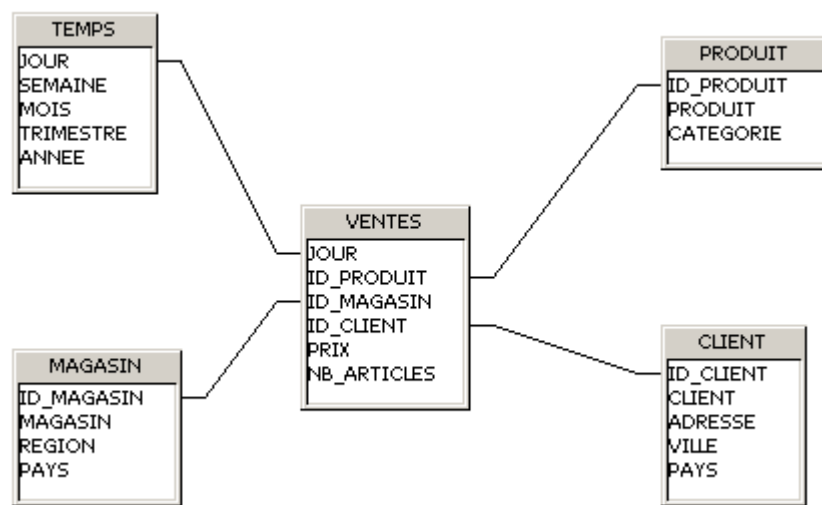 TEMPS
JOUR
SEMAINE
MOIS
TRIMESTRE
ANNEE
PRODUIT
ID_PRODUIT
PRODUIT
CATEGORIE
VENTES
JOUR
ID_PRODUIT
ID_MAGASIN
ID_CLIENT
PRIX
NB_ARTICLES
MAGASIN
ID_MAGASIN
MAGASIN
REGION
PAYS
CLIENT
ID_CLIENT
CLIENT
ADRESSE
VILLE
PAYS